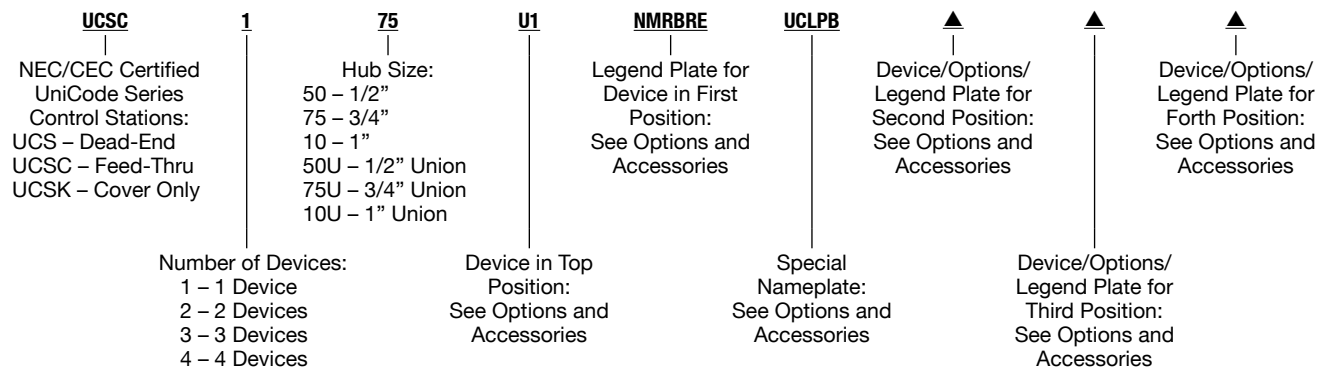 UCSC 1 75 U1 NMRBRE UCLPB ▲ ▲ ▲
NEC/CEC Certified
UniCode Series
Control Stations:
UCS – Dead-End
UCSC – Feed-Thru
UCSK – Cover Only
Hub Size:
50 – 1/2”
75 – 3/4”
10 – 1”
50U – 1/2” Union
75U – 3/4” Union
10U – 1” Union
Legend Plate for
Device in First
Position:
See Options and
Accessories
Device/Options/
Legend Plate for
Second Position:
See Options and
Accessories
Device/Options/
Legend Plate for
Forth Position:
See Options and
Accessories
Number of Devices:
1 – 1 Device
2 – 2 Devices
3 – 3 Devices
4 – 4 Devices
Device in Top
Position:
See Options and
Accessories
Special
Nameplate:
See Options and
Accessories
Device/Options/
Legend Plate for
Third Position:
See Options and
Accessories